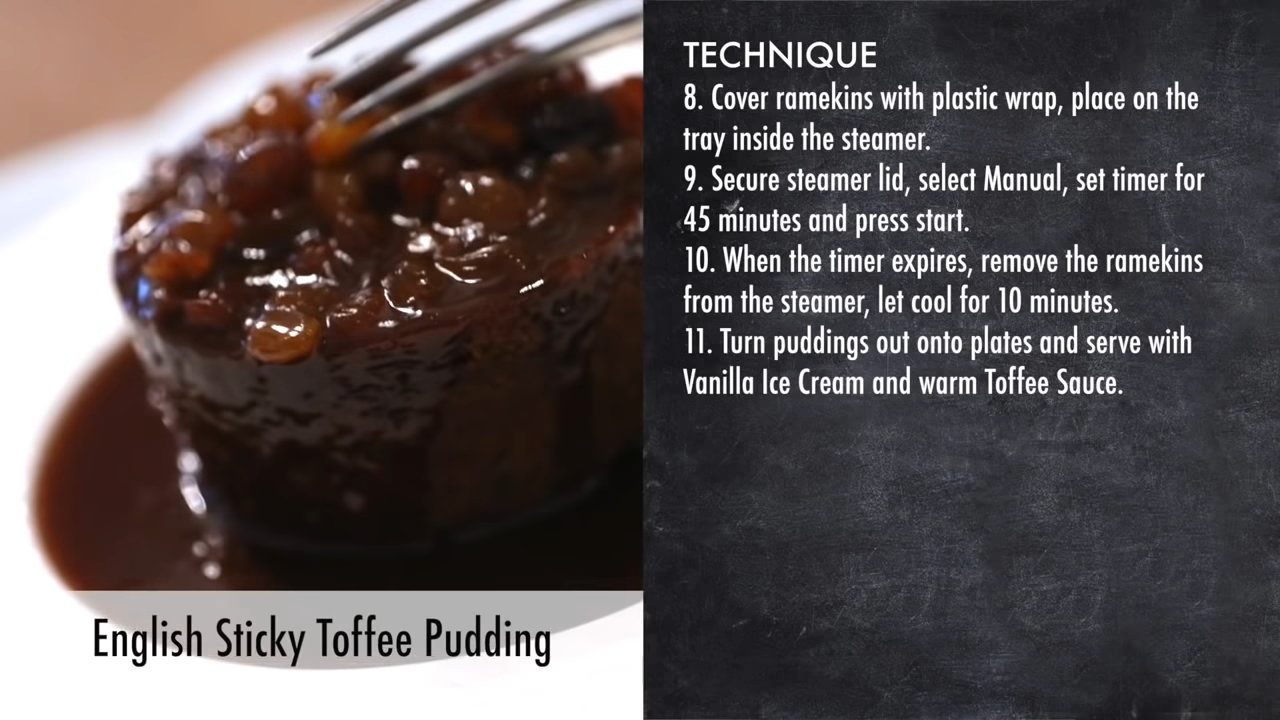 TECHNIQUE
8. Cover ramekins with plastic wrap, place on the
tray inside the steamer.
9. Secure steamer lid, select Manual, set timer for
45 minutes and press start.
10. When the timer expires, remove the ramekins
from the steamer, let cool for 10 minutes.
11. Turn puddings out onto plates and serve with
Vanilla Ice Cream and warm Toffee Sauce.
English Sticky Toffee Pudding